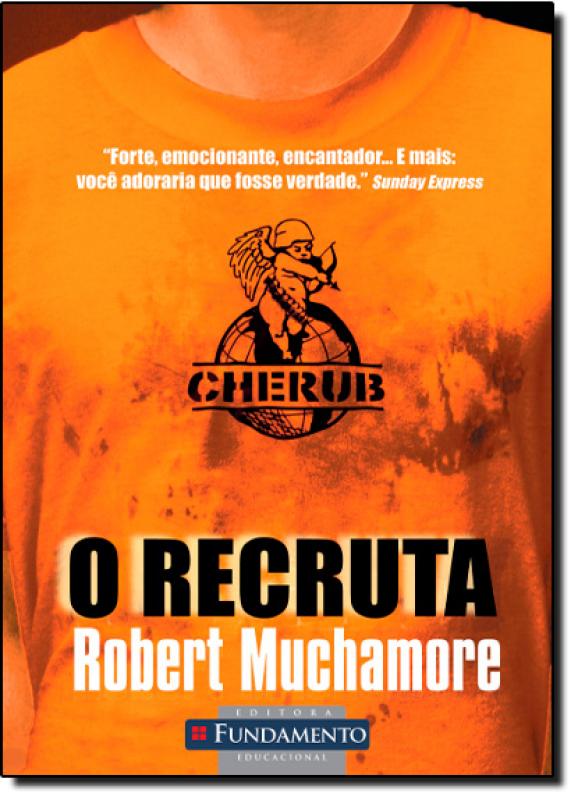 “Forte, emocionante, encantador... E mais:
você adoraria que fosse verdade.” Sunday Express
CHERUB
O RECRUTA
Robert Muchamore
EDITORA
FUNDAMENTO
EDUCACIONAL